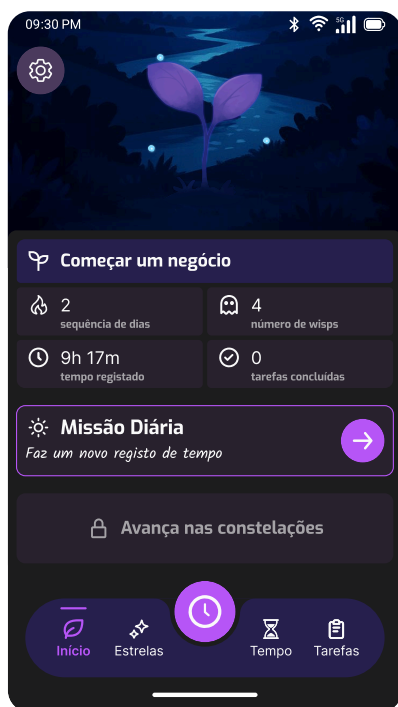 09:30 PM
5G
Começar um negócio
2
sequência de dias
4
número de wisps
9h 17m
tempo registado
0
tarefas concluídas
Missão Diária
Faz um novo registo de tempo
Avança nas constelações
Início
Estrelas
Tempo
Tarefas